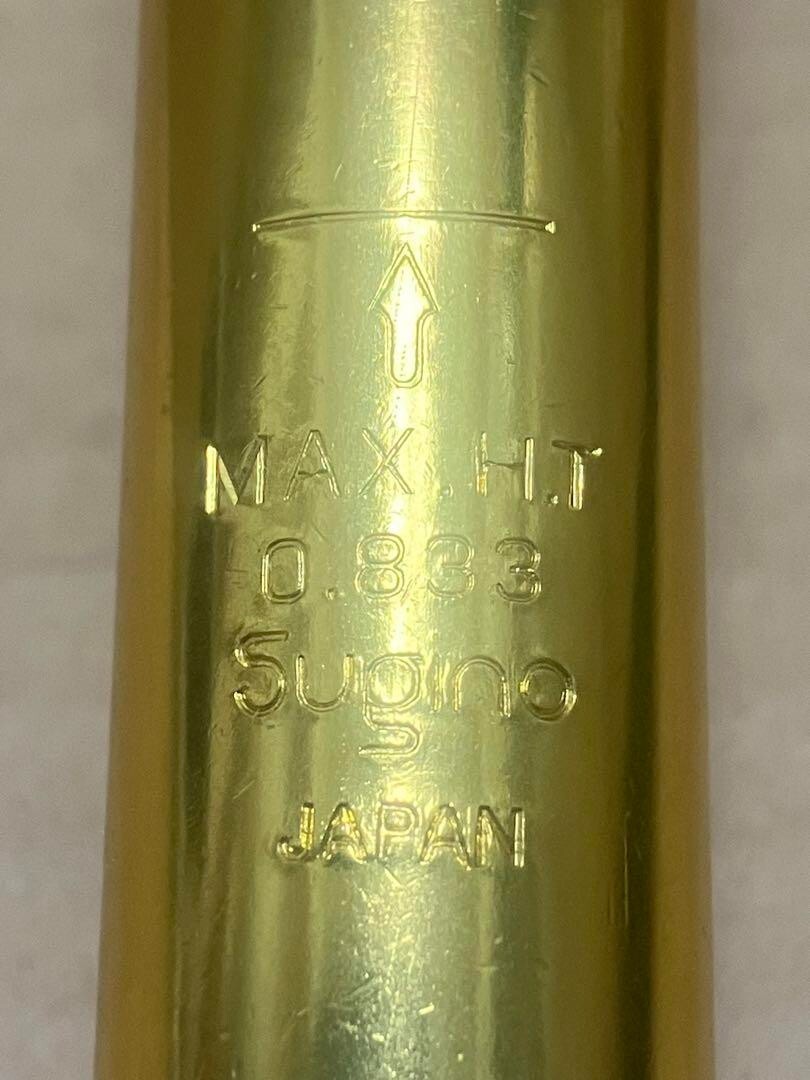 MAX.H.T
0.833
Sugino
JAPAN